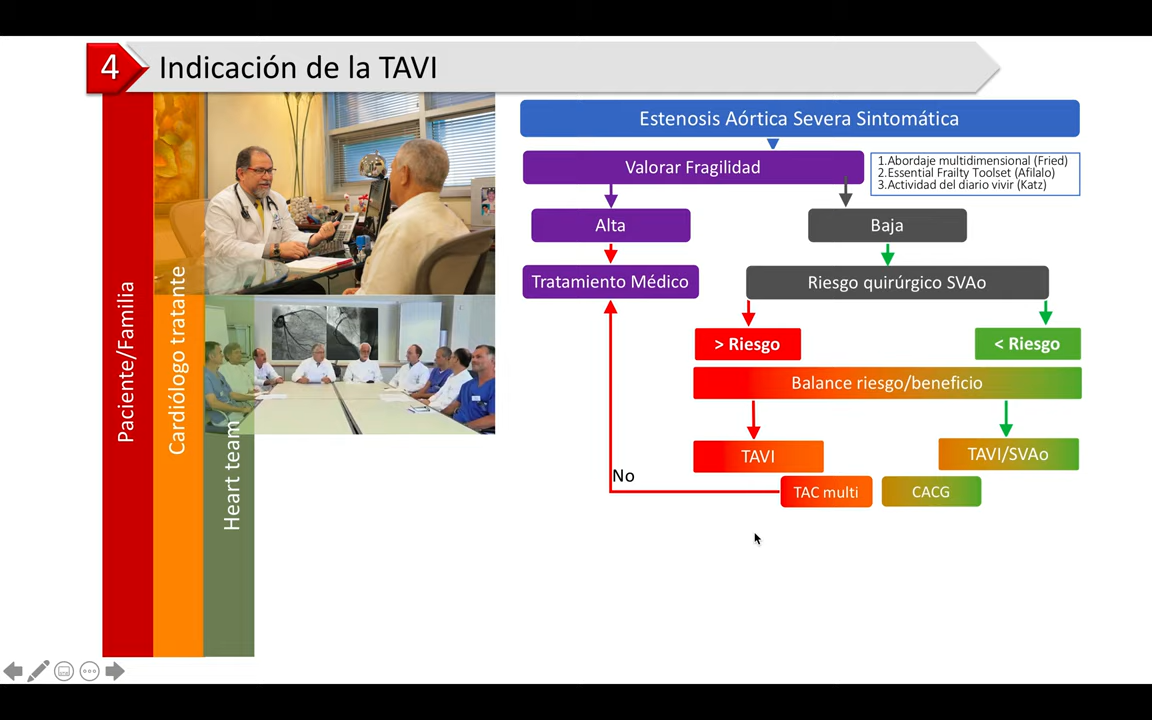 4
Indicación de la TAVI
Paciente/Familia
Cardiólogo tratante
Heart team
Estenosis Aórtica Severa Sintomática
Valorar Fragilidad
1.Abordaje multidimensional (Fried)
2.Essential Frailty Toolset (Afilalo)
3.Actividad del diario vivir (Katz)
Alta
Baja
Tratamiento Médico
Riesgo quirúrgico SVAo
> Riesgo
< Riesgo
Balance riesgo/beneficio
TAVI
TAVI/SVAo
No
TAC multi
CACG